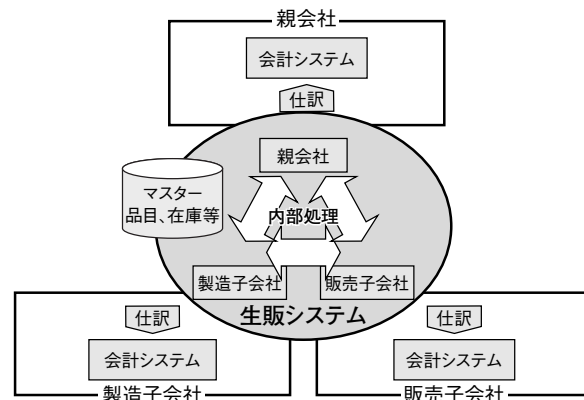 親会社
会計システム
仕訳
親会社
マスター
品目、在庫等
内部処理
製造子会社
販売子会社
生販システム
仕訳
仕訳
会計システム
会計システム
製造子会社
販売子会社